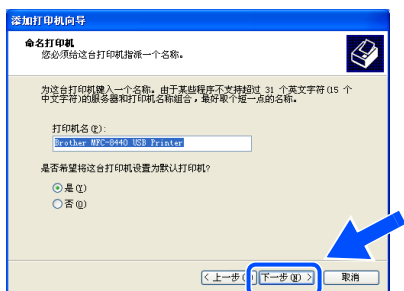 添加打印机向导
命名打印机
您必须给这台打印机指派一个名称。
为这台打印机键入一个名称。由于某些程序不支持超过 31 个英文字符(15 个
中文字符)的服务器和打印机名称组合，最好取个短一点的名称。
打印机名(P):
Brother MFC-8440 USB Printer
是否希望将这台打印机设置为默认打印机?
是(Y)
否(O)
<上一步( 下一步(N)> 取消